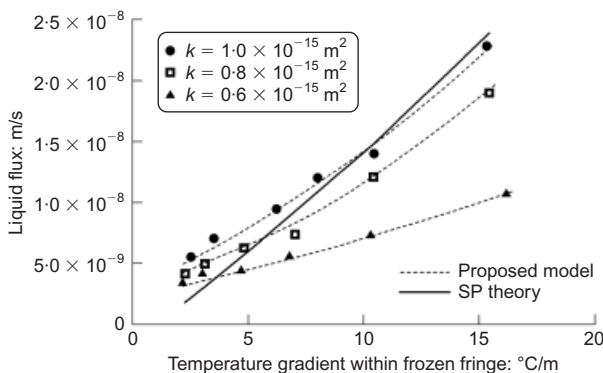 2·5 × 10⁻⁸
2·0 × 10⁻⁸
1·5 × 10⁻⁸
1·0 × 10⁻⁸
5·0 × 10⁻⁹
0
Liquid flux: m/s
k = 1·0 × 10⁻¹⁵ m²
k = 0·8 × 10⁻¹⁵ m²
k = 0·6 × 10⁻¹⁵ m²
Proposed model
SP theory
0 5 10 15 20
Temperature gradient within frozen fringe: °C/m